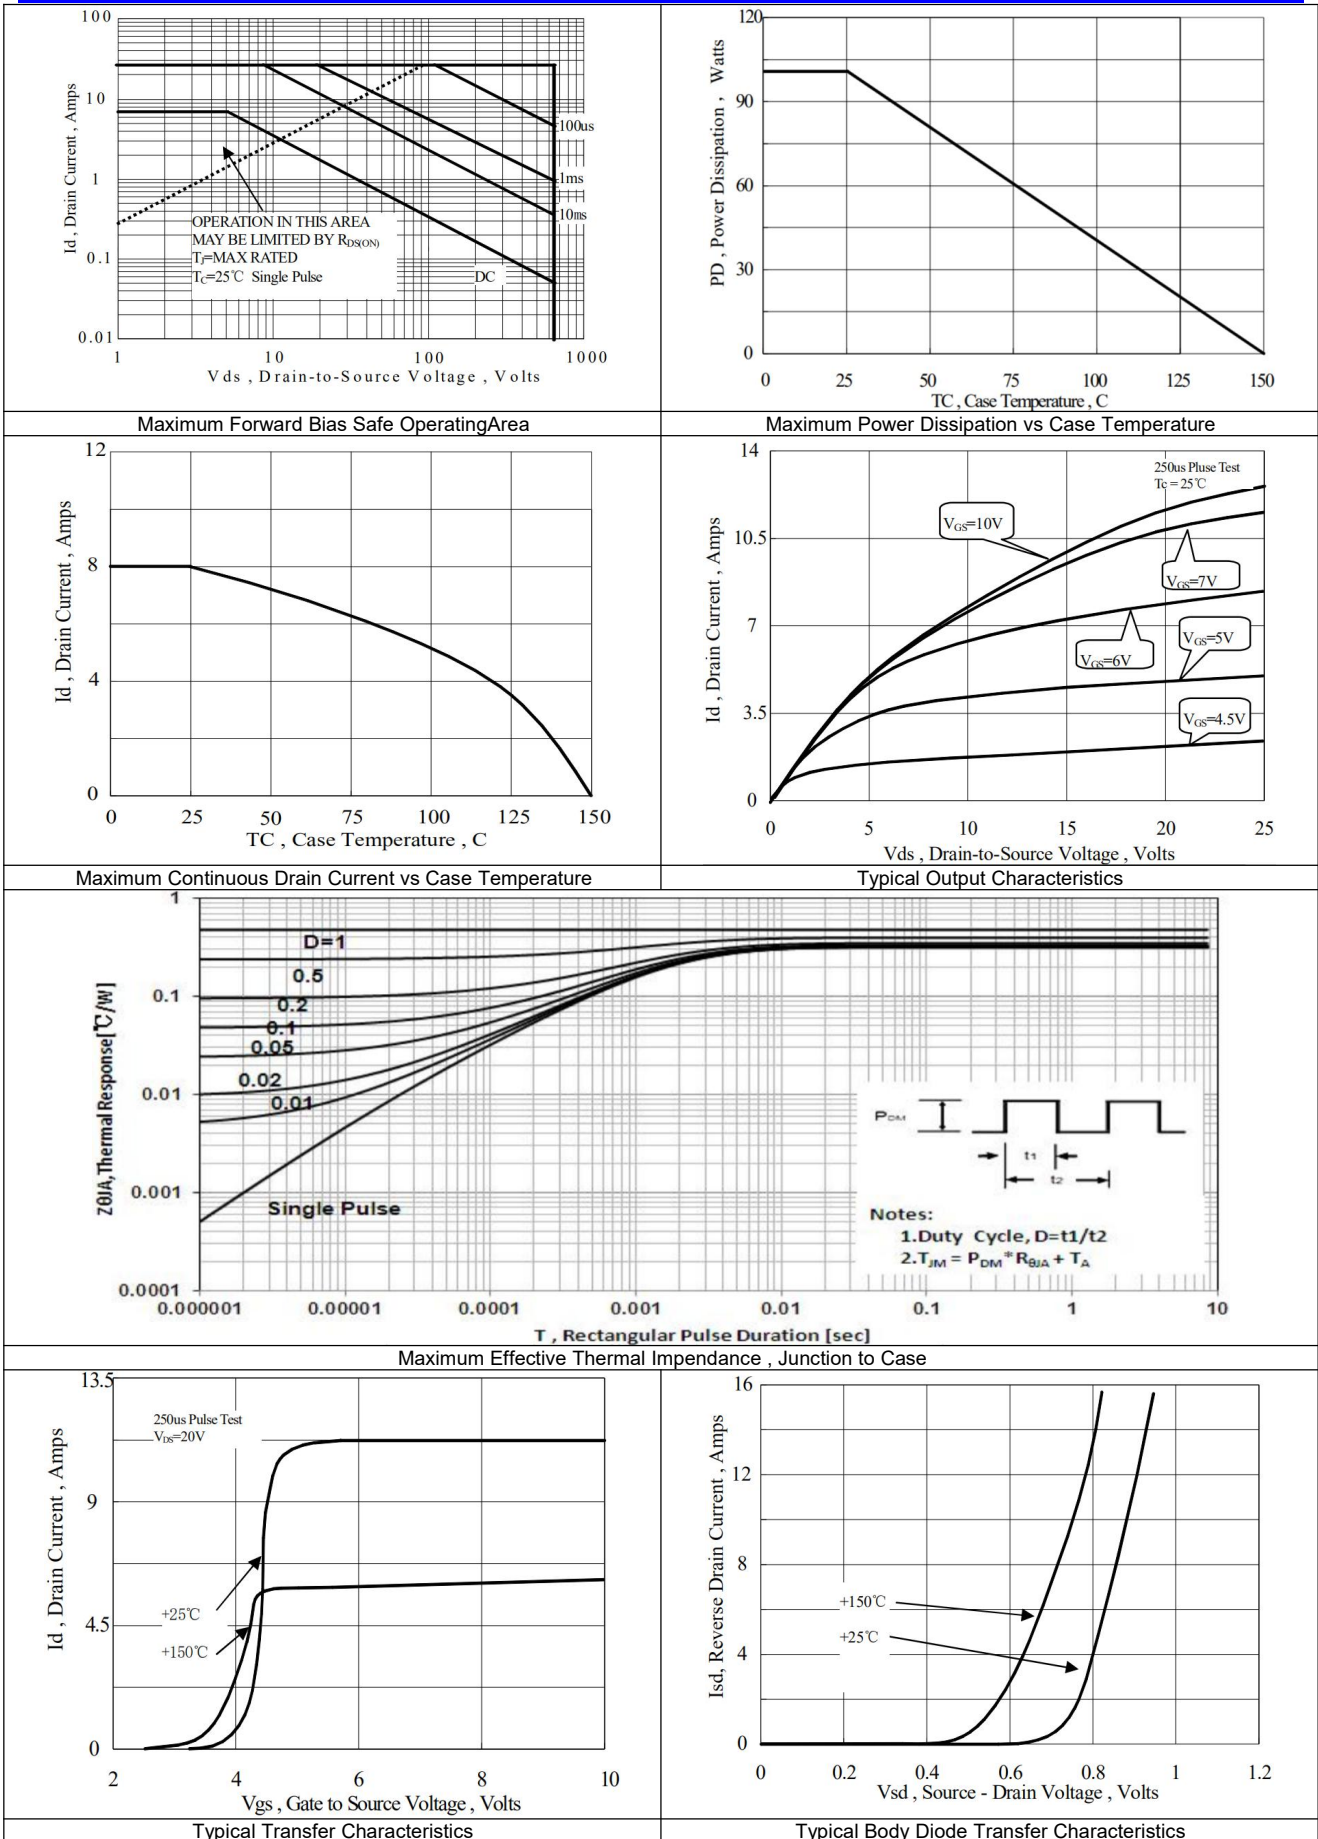 100
10
1
0.1
0.01
Id , Drain Current , Amps
100us
1ms
10ms
OPERATION IN THIS AREA
MAY BE LIMITED BY RDS(ON)
TJ=MAX RATED
TC=25℃ Single Pulse
DC
1 10 100 1000
Vds , Drain-to-Source Voltage , Volts
Maximum Forward Bias Safe OperatingArea
120
90
60
30
0
PD , Power Dissipation , Watts
0 25 50 75 100 125 150
TC , Case Temperature , C
Maximum Power Dissipation vs Case Temperature
12
8
4
0
Id , Drain Current , Amps
0 25 50 75 100 125 150
TC , Case Temperature , C
Maximum Continuous Drain Current vs Case Temperature
14
10.5
7
3.5
0
Id , Drain Current , Amps
250us Pluse Test
Tc = 25℃
VGS=10V
VGS=7V
VGS=6V
VGS=5V
VGS=4.5V
0 5 10 15 20 25
Vds , Drain-to-Source Voltage , Volts
Typical Output Characteristics
1
0.1
0.01
0.001
0.0001
ZθJA,Thermal Response[℃/W]
D=1
0.5
0.2
0.1
0.05
0.02
0.01
Single Pulse
PDM
t1
t2
Notes:
1.Duty Cycle, D=t1/t2
2.TJM = PDM*RθJA + TA
0.000001 0.00001 0.0001 0.001 0.01 0.1 1 10
T , Rectangular Pulse Duration [sec]
Maximum Effective Thermal Impendance , Junction to Case
13.5
9
4.5
0
Id , Drain Current , Amps
250us Pulse Test
VDS=20V
+25℃
+150℃
2 4 6 8 10
Vgs , Gate to Source Voltage , Volts
Typical Transfer Characteristics
16
12
8
4
0
Isd, Reverse Drain Current , Amps
+150℃
+25℃
0 0.2 0.4 0.6 0.8 1 1.2
Vsd , Source - Drain Voltage , Volts
Typical Body Diode Transfer Characteristics